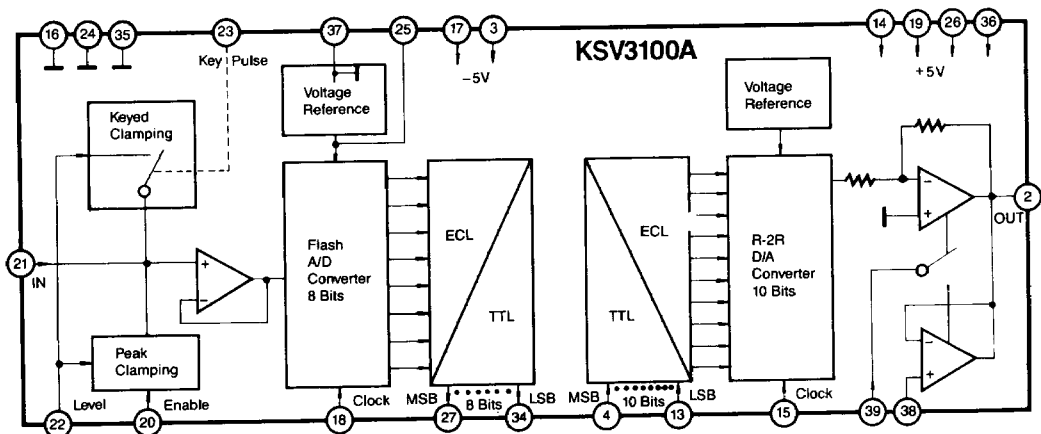 16 24 35 23 37 25 17 3 14 19 26 36
KSV3100A
Key Pulse
−5V
+5V
Keyed
Clamping
Voltage
Reference
Voltage
Reference
ECL
TTL
ECL
TTL
Flash
A/D
Converter
8 Bits
R-2R
D/A
Converter
10 Bits
−
+
OUT
2
21
IN
+
−
Peak
Clamping
−
+
Level
Enable
Clock
MSB
8 Bits
LSB
MSB
10 Bits
LSB
Clock
22 20 18 27 34 4 13 15 39 38